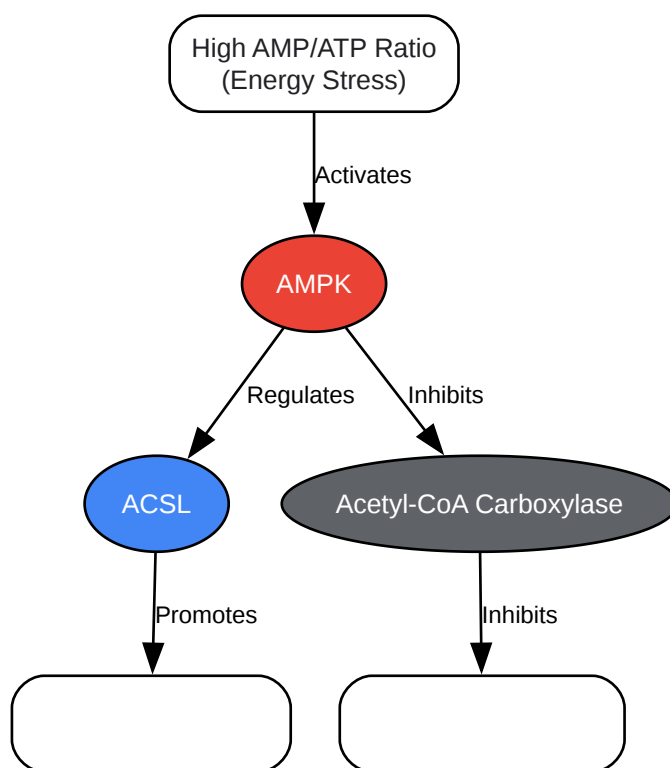 High AMP/ATP Ratio
(Energy Stress)
Activates
AMPK
Regulates
Inhibits
ACSL
Acetyl-CoA Carboxylase
Promotes
Inhibits